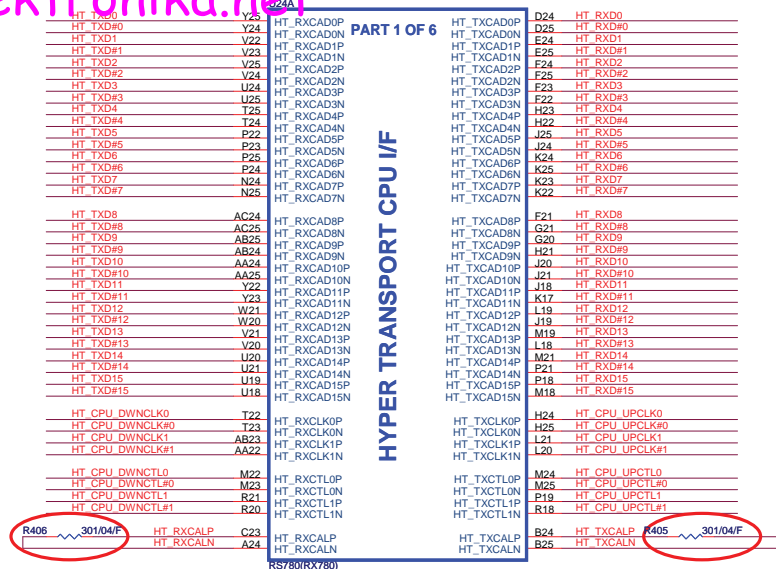 ektronika.net
U24A
PART 1 OF 6
HYPER TRANSPORT CPU I/F
HT_TXD0 Y25 HT_RXCAD0P HT_TXCAD0P D24 HT_RXD0
HT_TXD#0 Y24 HT_RXCAD0N HT_TXCAD0N D25 HT_RXD#0
HT_TXD1 V22 HT_RXCAD1P HT_TXCAD1P E24 HT_RXD1
HT_TXD#1 V23 HT_RXCAD1N HT_TXCAD1N E25 HT_RXD#1
HT_TXD2 V25 HT_RXCAD2P HT_TXCAD2P F24 HT_RXD2
HT_TXD#2 V24 HT_RXCAD2N HT_TXCAD2N F25 HT_RXD#2
HT_TXD3 U24 HT_RXCAD3P HT_TXCAD3P F23 HT_RXD3
HT_TXD#3 U25 HT_RXCAD3N HT_TXCAD3N F22 HT_RXD#3
HT_TXD4 T25 HT_RXCAD4P HT_TXCAD4P H23 HT_RXD4
HT_TXD#4 T24 HT_RXCAD4N HT_TXCAD4N H22 HT_RXD#4
HT_TXD5 P22 HT_RXCAD5P HT_TXCAD5P J25 HT_RXD5
HT_TXD#5 P23 HT_RXCAD5N HT_TXCAD5N J24 HT_RXD#5
HT_TXD6 P25 HT_RXCAD6P HT_TXCAD6P K24 HT_RXD6
HT_TXD#6 P24 HT_RXCAD6N HT_TXCAD6N K25 HT_RXD#6
HT_TXD7 N24 HT_RXCAD7P HT_TXCAD7P K23 HT_RXD7
HT_TXD#7 N25 HT_RXCAD7N HT_TXCAD7N K22 HT_RXD#7
HT_TXD8 AC24 HT_RXCAD8P HT_TXCAD8P F21 HT_RXD8
HT_TXD#8 AC25 HT_RXCAD8N HT_TXCAD8N G21 HT_RXD#8
HT_TXD9 AB25 HT_RXCAD9P HT_TXCAD9P G20 HT_RXD9
HT_TXD#9 AB24 HT_RXCAD9N HT_TXCAD9N H21 HT_RXD#9
HT_TXD10 AA24 HT_RXCAD10P HT_TXCAD10P J20 HT_RXD10
HT_TXD#10 AA25 HT_RXCAD10N HT_TXCAD10N J21 HT_RXD#10
HT_TXD11 Y22 HT_RXCAD11P HT_TXCAD11P J18 HT_RXD11
HT_TXD#11 Y23 HT_RXCAD11N HT_TXCAD11N K17 HT_RXD#11
HT_TXD12 W21 HT_RXCAD12P HT_TXCAD12P L19 HT_RXD12
HT_TXD#12 W20 HT_RXCAD12N HT_TXCAD12N J19 HT_RXD#12
HT_TXD13 V21 HT_RXCAD13P HT_TXCAD13P M19 HT_RXD13
HT_TXD#13 V20 HT_RXCAD13N HT_TXCAD13N L18 HT_RXD#13
HT_TXD14 U20 HT_RXCAD14P HT_TXCAD14P M21 HT_RXD14
HT_TXD#14 U21 HT_RXCAD14N HT_TXCAD14N P21 HT_RXD#14
HT_TXD15 U19 HT_RXCAD15P HT_TXCAD15P P18 HT_RXD15
HT_TXD#15 U18 HT_RXCAD15N HT_TXCAD15N M18 HT_RXD#15
HT_CPU_DWNCLK0 T22 HT_RXCLK0P HT_TXCLK0P H24 HT_CPU_UPCLK0
HT_CPU_DWNCLK#0 T23 HT_RXCLK0N HT_TXCLK0N H25 HT_CPU_UPCLK#0
HT_CPU_DWNCLK1 AB23 HT_RXCLK1P HT_TXCLK1P L21 HT_CPU_UPCLK1
HT_CPU_DWNCLK#1 AA22 HT_RXCLK1N HT_TXCLK1N L20 HT_CPU_UPCLK#1
HT_CPU_DWNCTL0 M22 HT_RXCTL0P HT_TXCTL0P M24 HT_CPU_UPCTL0
HT_CPU_DWNCTL#0 M23 HT_RXCTL0N HT_TXCTL0N M25 HT_CPU_UPCTL#0
HT_CPU_DWNCTL1 R21 HT_RXCTL1P HT_TXCTL1P P19 HT_CPU_UPCTL1
HT_CPU_DWNCTL#1 R20 HT_RXCTL1N HT_TXCTL1N R18 HT_CPU_UPCTL#1
R406 301/04/F HT_RXCALP C23 HT_RXCALP HT_TXCALP B24 HT_TXCALP R405 301/04/F
HT_RXCALN A24 HT_RXCALN HT_TXCALN B25 HT_TXCALN
RS780(RX780)